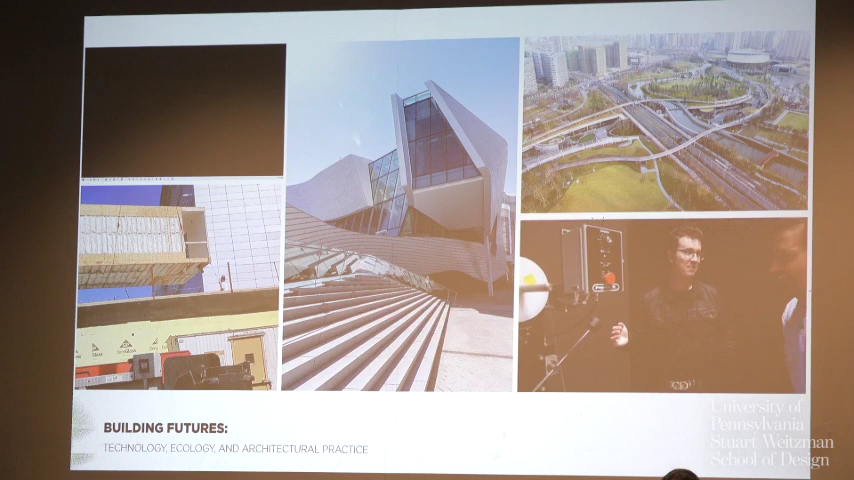 BUILDING FUTURES:
TECHNOLOGY, ECOLOGY, AND ARCHITECTURAL PRACTICE
University of
Pennsylvania
Stuart Weitzman
School of Design